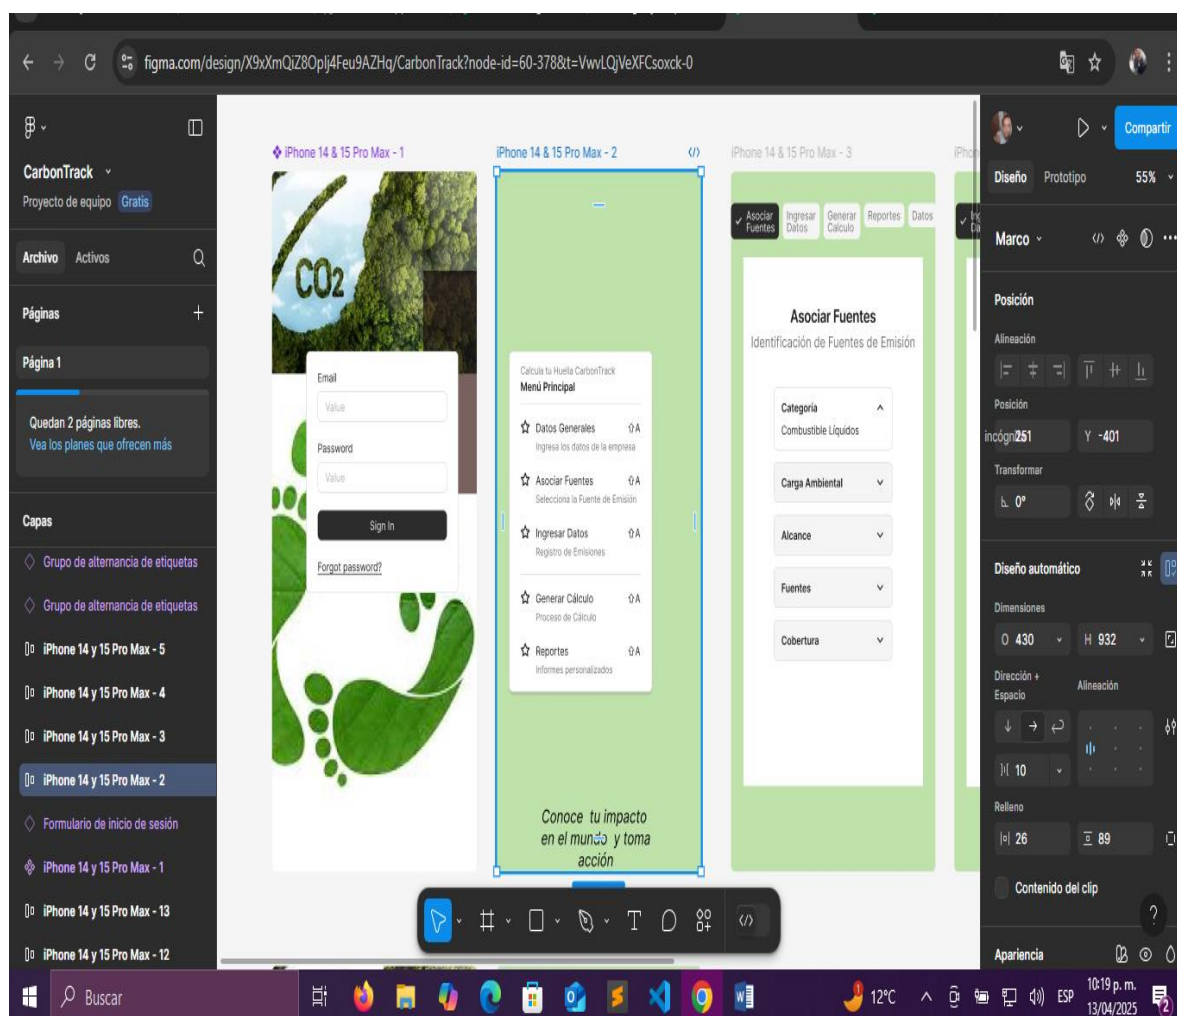 figma.com/design/X9xXmQiZ8Oplj4Feu9AZHq/CarbonTrack?node-id=60-378&t=VwvLQjVeXFCsoxck-0
CarbonTrack
Proyecto de equipo Gratis
Archivo Activos
Páginas
Página 1
Quedan 2 páginas libres.
Vea los planes que ofrecen más
Capas
Grupo de alternancia de etiquetas
Grupo de alternancia de etiquetas
iPhone 14 y 15 Pro Max - 5
iPhone 14 y 15 Pro Max - 4
iPhone 14 y 15 Pro Max - 3
iPhone 14 y 15 Pro Max - 2
Formulario de inicio de sesión
iPhone 14 y 15 Pro Max - 1
iPhone 14 y 15 Pro Max - 13
iPhone 14 y 15 Pro Max - 12
iPhone 14 & 15 Pro Max - 1
CO2
Email
Value
Password
Value
Sign In
Forgot password?
iPhone 14 & 15 Pro Max - 2
Calcula tu Huella CarbonTrack
Menú Principal
Datos Generales ⇧A
Ingresa los datos de la empresa
Asociar Fuentes ⇧A
Selecciona la Fuente de Emisión
Ingresar Datos ⇧A
Registro de Emisiones
Generar Cálculo ⇧A
Proceso de Cálculo
Reportes ⇧A
Informes personalizados
Conoce tu impacto
en el mundo y toma
acción
iPhone 14 & 15 Pro Max - 3
Asociar Fuentes
Ingresar Datos
Generar Calculo
Reportes
Datos
Asociar Fuentes
Identificación de Fuentes de Emisión
Categoría
Combustible Líquidos
Carga Ambiental
Alcance
Fuentes
Cobertura
Compartir
Diseño Prototipo 55%
Marco
Posición
Alineación
Posición
251 Y -401
Transformar
0°
Diseño automático
Dimensiones
O 430 H 932
Dirección + Espacio
Alineación
10
Relleno
26 89
Contenido del clip
?
Apariencia
Buscar
12°C
ESP
10:19 p. m.
13/04/2025
2